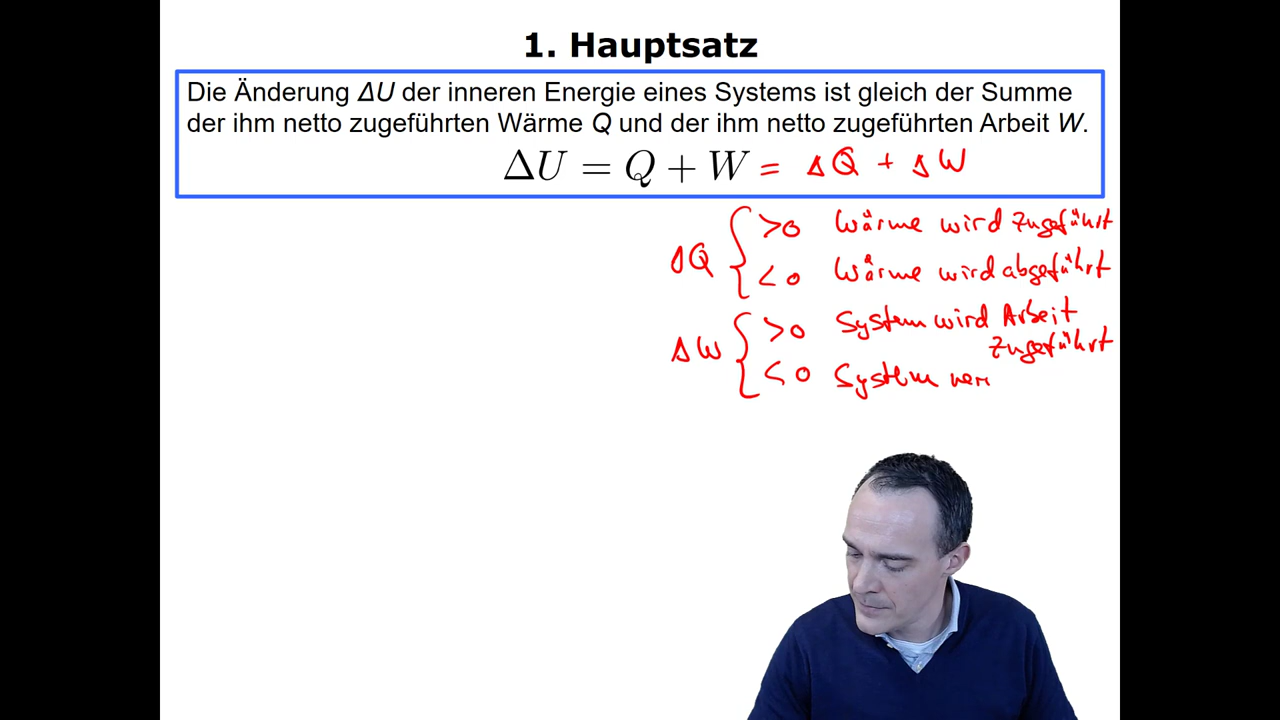 1. Hauptsatz
Die Änderung ΔU der inneren Energie eines Systems ist gleich der Summe
der ihm netto zugeführten Wärme Q und der ihm netto zugeführten Arbeit W.
ΔU = Q + W = ΔQ + ΔW
ΔQ { >0 Wärme wird zugeführt
<0 Wärme wird abgeführt
ΔW { >0 System wird Arbeit
zugeführt
<0 System verr